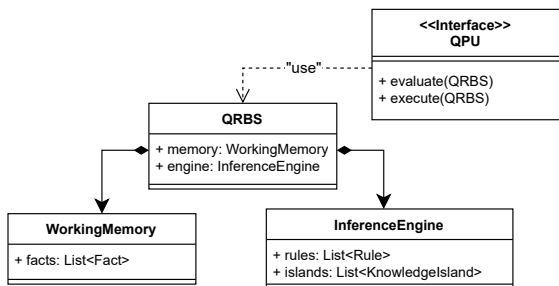 <<Interface>>
QPU
+ evaluate(QRBS)
+ execute(QRBS)
"use"
QRBS
+ memory: WorkingMemory
+ engine: InferenceEngine
WorkingMemory
+ facts: List<Fact>
InferenceEngine
+ rules: List<Rule>
+ islands: List<KnowledgeIsland>